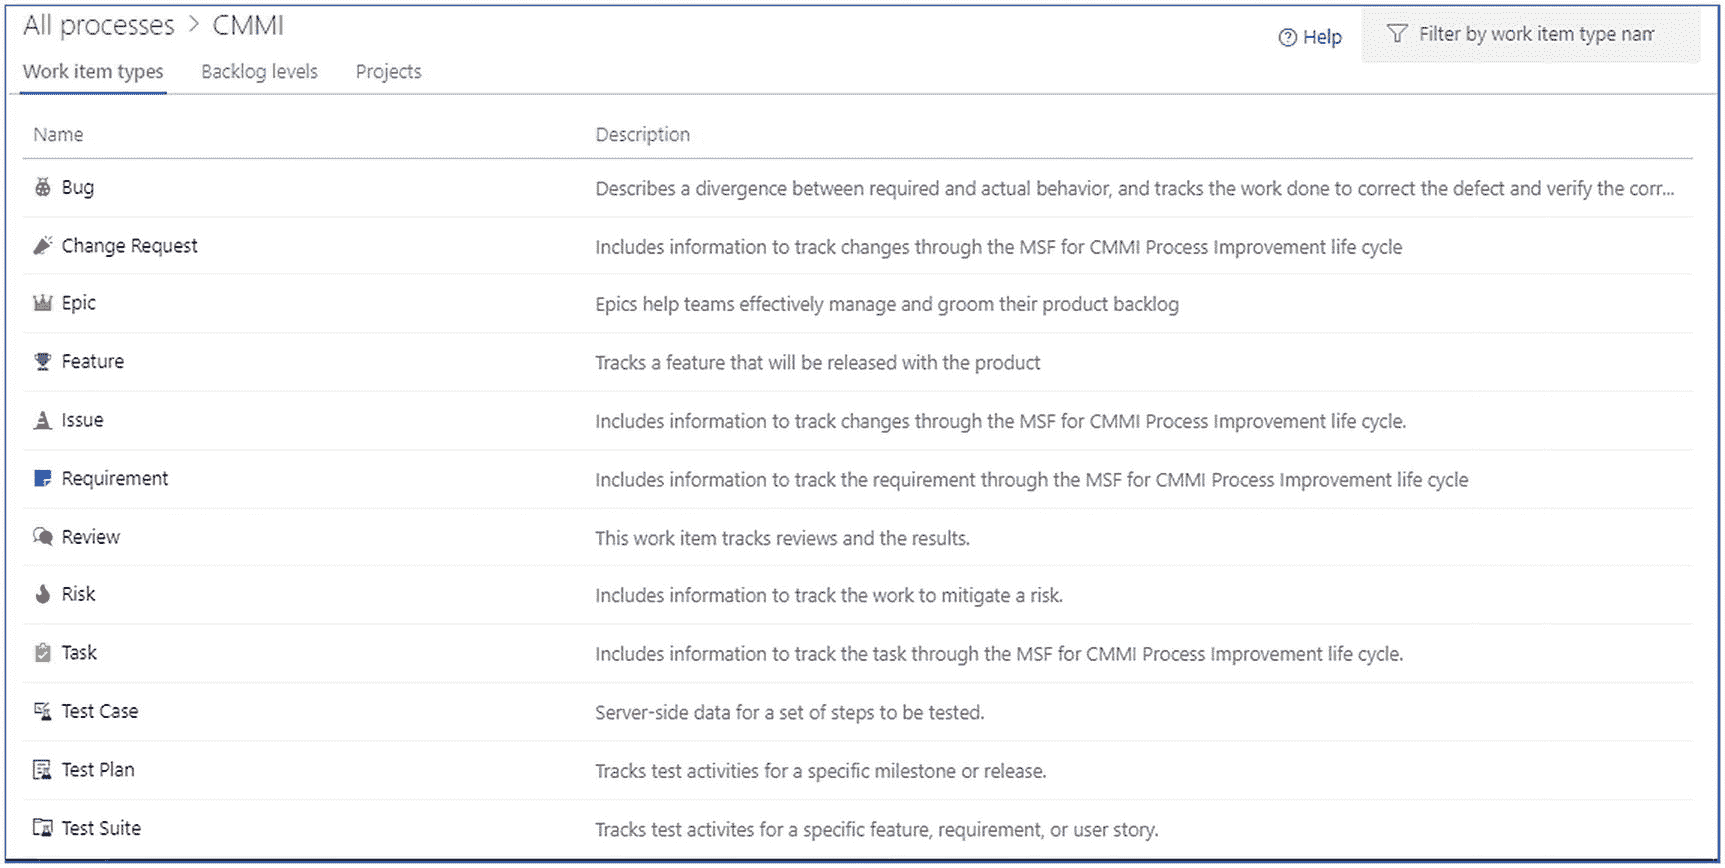 All processes > CMMI
Help
Filter by work item type nar
Work item types Backlog levels Projects
Name Description
Bug Describes a divergence between required and actual behavior, and tracks the work done to correct the defect and verify the corr...
Change Request Includes information to track changes through the MSF for CMMI Process Improvement life cycle
Epic Epics help teams effectively manage and groom their product backlog
Feature Tracks a feature that will be released with the product
Issue Includes information to track changes through the MSF for CMMI Process Improvement life cycle.
Requirement Includes information to track the requirement through the MSF for CMMI Process Improvement life cycle
Review This work item tracks reviews and the results.
Risk Includes information to track the work to mitigate a risk.
Task Includes information to track the task through the MSF for CMMI Process Improvement life cycle.
Test Case Server-side data for a set of steps to be tested.
Test Plan Tracks test activities for a specific milestone or release.
Test Suite Tracks test activites for a specific feature, requirement, or user story.